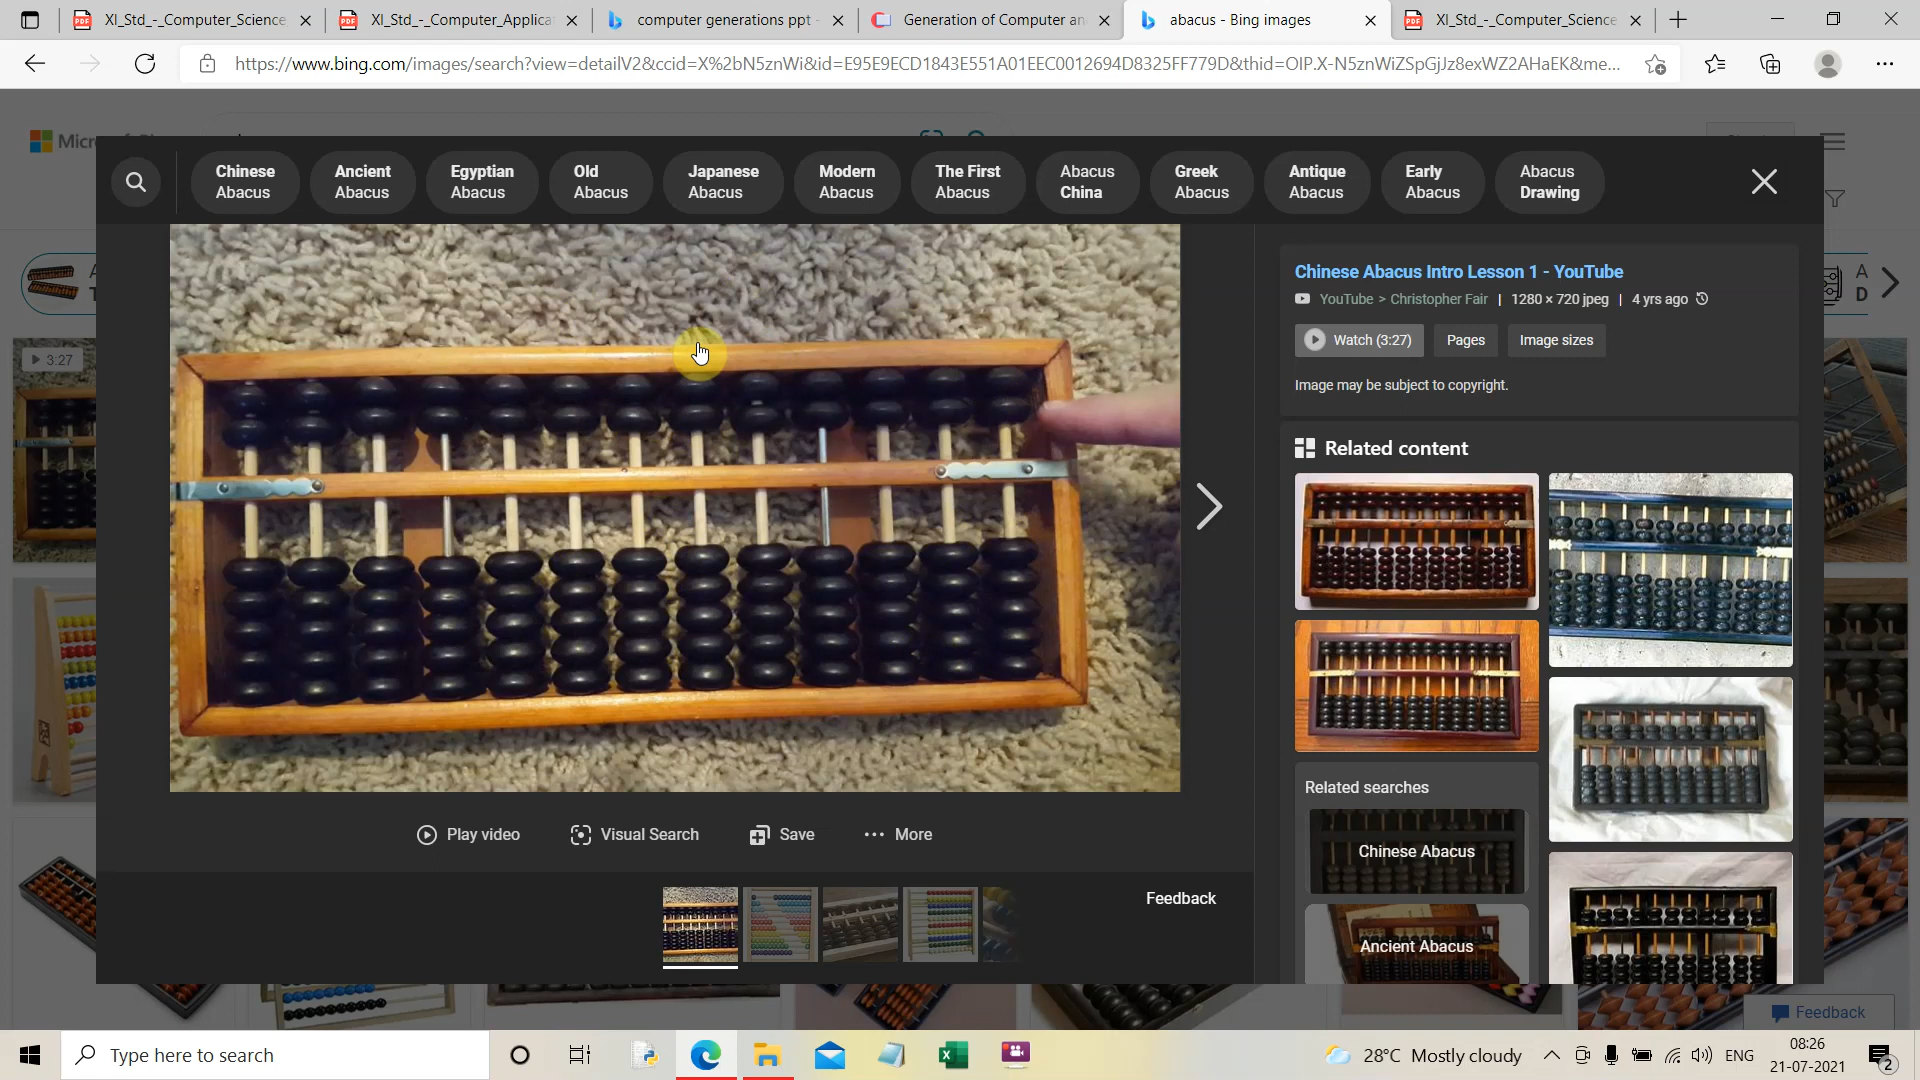 XI_Std_-_Computer_Science
XI_Std_-_Computer_Applica
computer generations ppt -
Generation of Computer an
abacus - Bing images
XI_Std_-_Computer_Science
https://www.bing.com/images/search?view=detailV2&ccid=X%2bN5znWi&id=E95E9ECD1843E551A01EEC0012694D8325FF779D&thid=OIP.X-N5znWiZSpGjJz8exWZ2AHaEK&me...
Chinese Abacus
Ancient Abacus
Egyptian Abacus
Old Abacus
Japanese Abacus
Modern Abacus
The First Abacus
Abacus China
Greek Abacus
Antique Abacus
Early Abacus
Abacus Drawing
3:27
Chinese Abacus Intro Lesson 1 - YouTube
YouTube > Christopher Fair | 1280 × 720 jpeg | 4 yrs ago
Watch (3:27)
Pages
Image sizes
Image may be subject to copyright.
Related content
Related searches
Chinese Abacus
Ancient Abacus
Play video
Visual Search
Save
More
Feedback
Feedback
Type here to search
28°C Mostly cloudy
ENG
08:26
21-07-2021
2